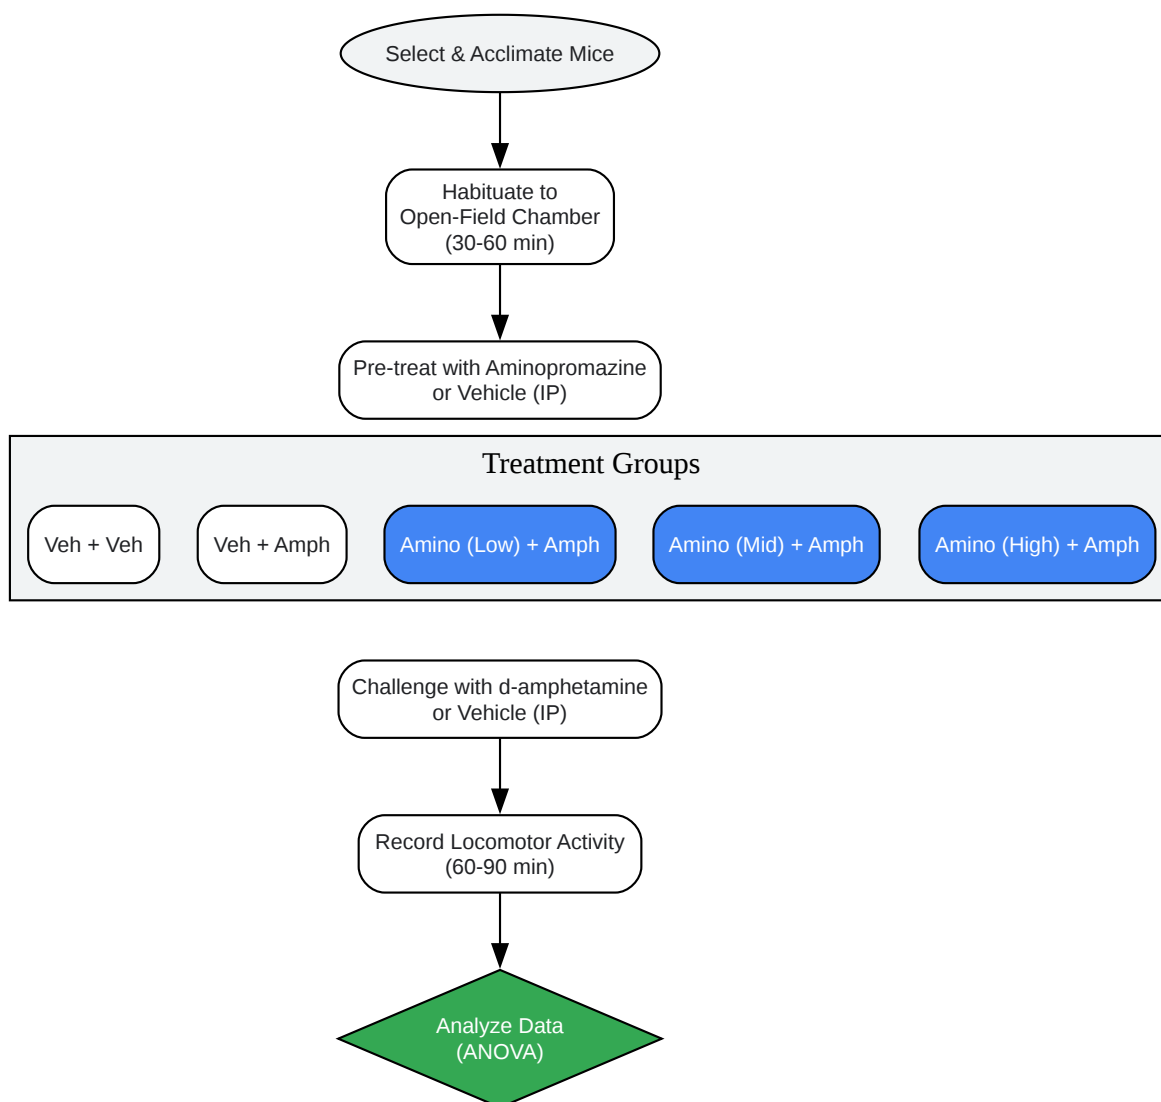 Select & Acclimate Mice
Habituate to
Open-Field Chamber
(30-60 min)
Pre-treat with Aminopromazine
or Vehicle (IP)
Treatment Groups
Veh + Veh
Veh + Amph
Amino (Low) + Amph
Amino (Mid) + Amph
Amino (High) + Amph
Challenge with d-amphetamine
or Vehicle (IP)
Record Locomotor Activity
(60-90 min)
Analyze Data
(ANOVA)